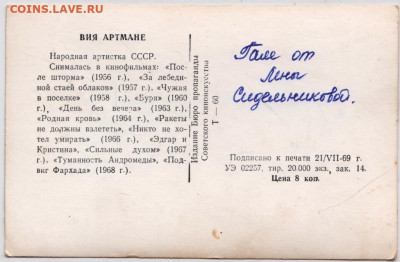 COINS.LAVE.RU
ВИЯ АРТМАНЕ
Народная артистка СССР.
Снималась в кинофильмах: «Пос-
ле шторма» (1956 г.), «За лебеди-
ной стаей облаков» (1957 г.), «Чужая
в поселке» (1958 г.), «Буря» (1960
г.), «День без вечера» (1963 г.),
«Родная кровь» (1964 г.), «Ракеты
не должны взлететь», «Никто не хо-
тел умирать» (1966 г.), «Эдгар и
Кристина», «Сильные духом» (1967
г.), «Туманность Андромеды», «Под-
виг Фархада» (1968 г.).
Издание Бюро пропаганды
Советского киноискусства
Т — 60
Гале от
Лены
Сидельниковой.
Подписано к печати 21/VII-69 г.
УЭ 02257, тир. 20.000 экз., зак. 14.
Цена 8 коп.